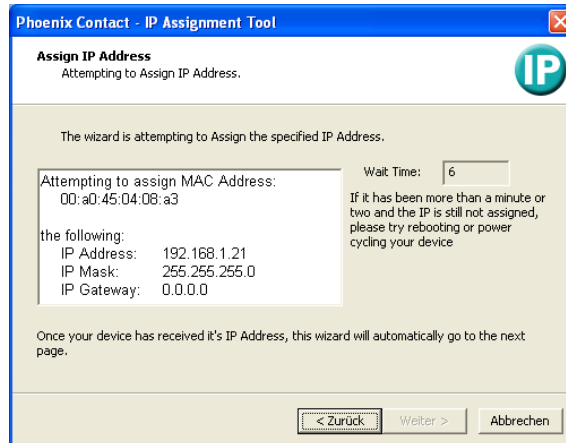 Phoenix Contact - IP Assignment Tool
Assign IP Address
Attempting to Assign IP Address.
IP
The wizard is attempting to Assign the specified IP Address.
Attempting to assign MAC Address:
00:a0:45:04:08:a3
the following:
IP Address: 192.168.1.21
IP Mask: 255.255.255.0
IP Gateway: 0.0.0.0
Wait Time: 6
If it has been more than a minute or
two and the IP is still not assigned,
please try rebooting or power
cycling your device
Once your device has received it's IP Address, this wizard will automatically go to the next
page.
< Zurück Weiter > Abbrechen